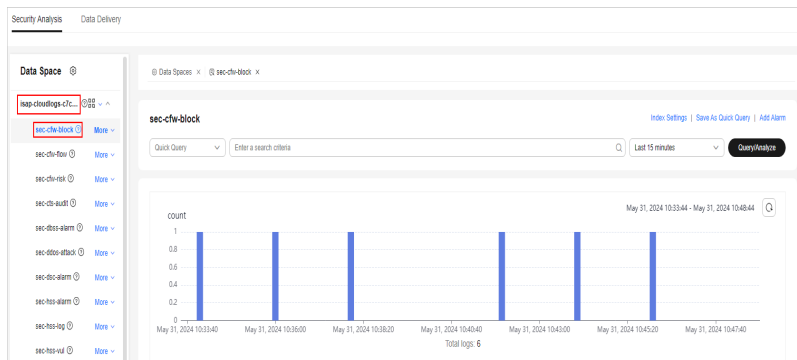 Security Analysis Data Delivery
Data Space
Data Spaces X sec-cfw-block X
isap-cloudlogs-c7c...
sec-cfw-block More
sec-cfw-flow More
sec-cfw-risk More
sec-cts-audit More
sec-dbss-alarm More
sec-ddos-attack More
sec-dsc-alarm More
sec-hss-alarm More
sec-hss-log More
sec-hss-vul More
sec-cfw-block
Index Settings | Save As Quick Query | Add Alarm
Quick Query Enter a search criteria Last 15 minutes Query/Analyze
May 31, 2024 10:33:44 - May 31, 2024 10:48:44
count
1
0.8
0.6
0.4
0.2
0
May 31, 2024 10:33:40 May 31, 2024 10:36:00 May 31, 2024 10:38:20 May 31, 2024 10:40:40 May 31, 2024 10:43:00 May 31, 2024 10:45:20 May 31, 2024 10:47:40
Total logs: 6